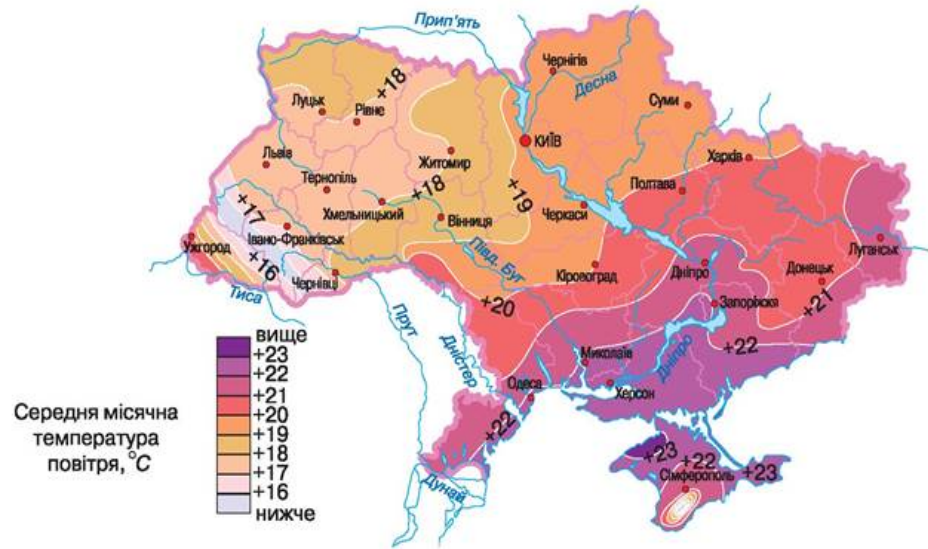 Прип'ять
Чернігів
Десна
+18
Луцьк
Рівне
Суми
КИЇВ
Житомир
Львів
Харків
Тернопіль
+18
Полтава
+19
Хмельницький
Черкаси
+17
Вінниця
Івано-Франківськ
Ужгород
Луганськ
+16
Півд. Буг
Кіровоград
Дніпро
Донецьк
Чернівці
Тиса
+20
+21
Запоріжжя
Прут
Дністер
Миколаїв
Дніпро
+22
Одеса
Херсон
+22
+23
+22
+23
Сімферополь
Дунай
Середня місячна
температура
повітря, °C
вище
+23
+22
+21
+20
+19
+18
+17
+16
нижче